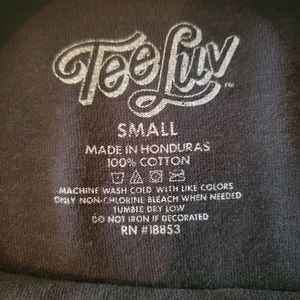 TeeLuv™
SMALL
MADE IN HONDURAS
100% COTTON
MACHINE WASH COLD WITH LIKE COLORS
ONLY NON-CHLORINE BLEACH WHEN NEEDED
TUMBLE DRY LOW
DO NOT IRON IF DECORATED
RN #18853